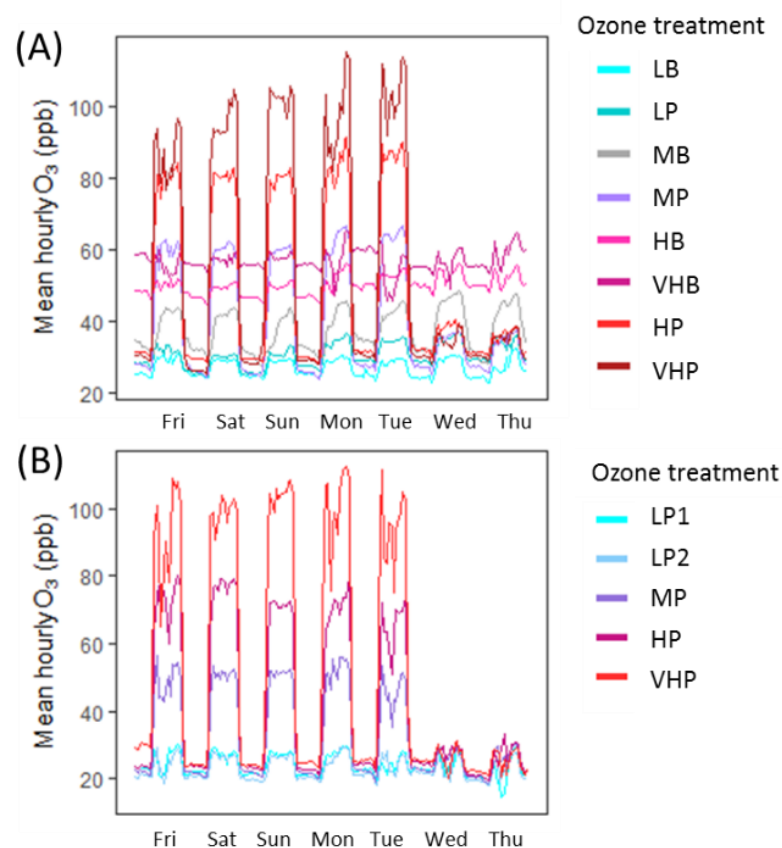 (A)
Mean hourly O₃ (ppb)
100
80
60
40
20
Fri Sat Sun Mon Tue Wed Thu
Ozone treatment
LB
LP
MB
MP
HB
VHB
HP
VHP
(B)
Mean hourly O₃ (ppb)
100
80
60
40
20
Fri Sat Sun Mon Tue Wed Thu
Ozone treatment
LP1
LP2
MP
HP
VHP